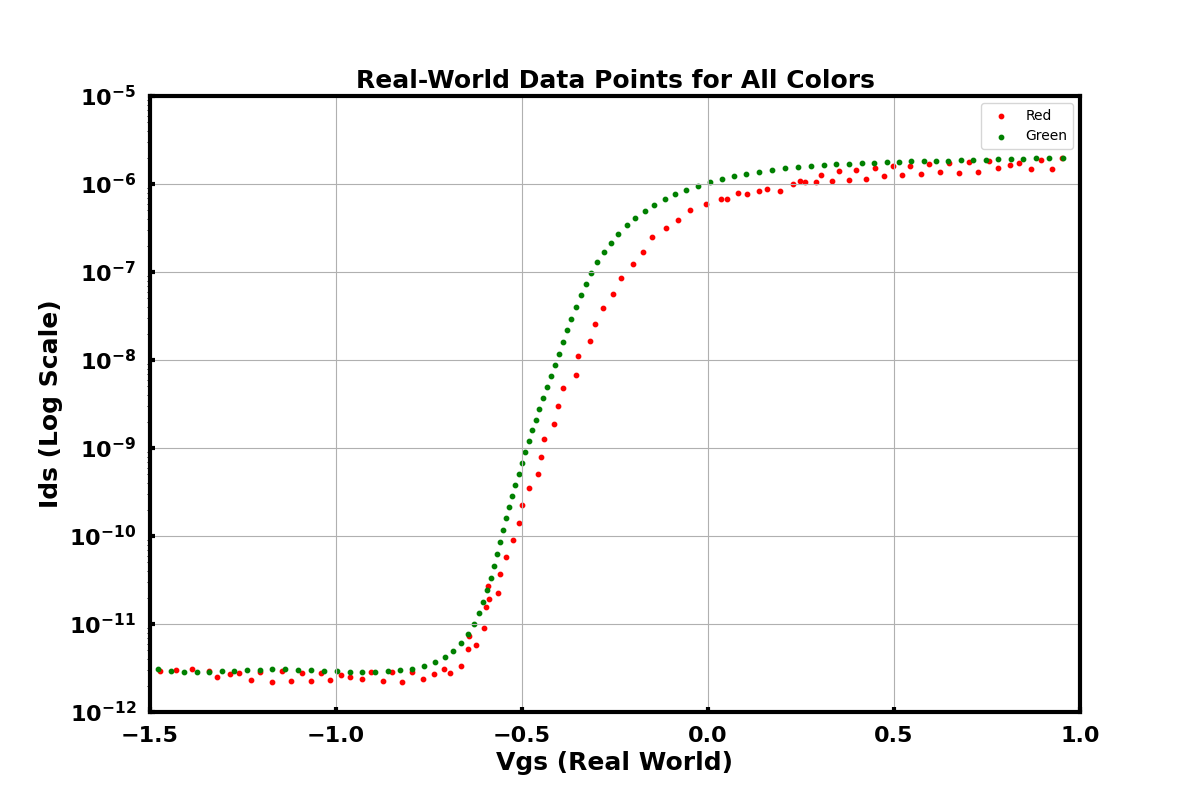 Real-World Data Points for All Colors
Red
Green
10⁻⁵
10⁻⁶
10⁻⁷
10⁻⁸
10⁻⁹
10⁻¹⁰
10⁻¹¹
10⁻¹²
Ids (Log Scale)
−1.5 −1.0 −0.5 0.0 0.5 1.0
Vgs (Real World)